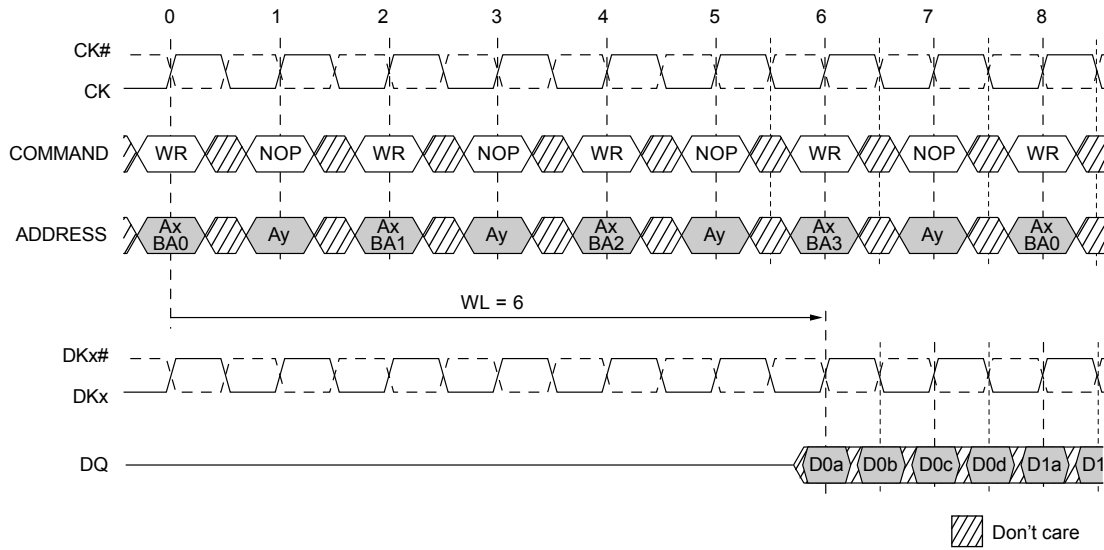 0 1 2 3 4 5 6 7 8
CK#
CK
COMMAND WR NOP WR NOP WR NOP WR NOP WR
ADDRESS Ax BA0 Ay Ax BA1 Ay Ax BA2 Ay Ax BA3 Ay Ax BA0
WL = 6
DKx#
DKx
DQ D0a D0b D0c D0d D1a D1
Don't care